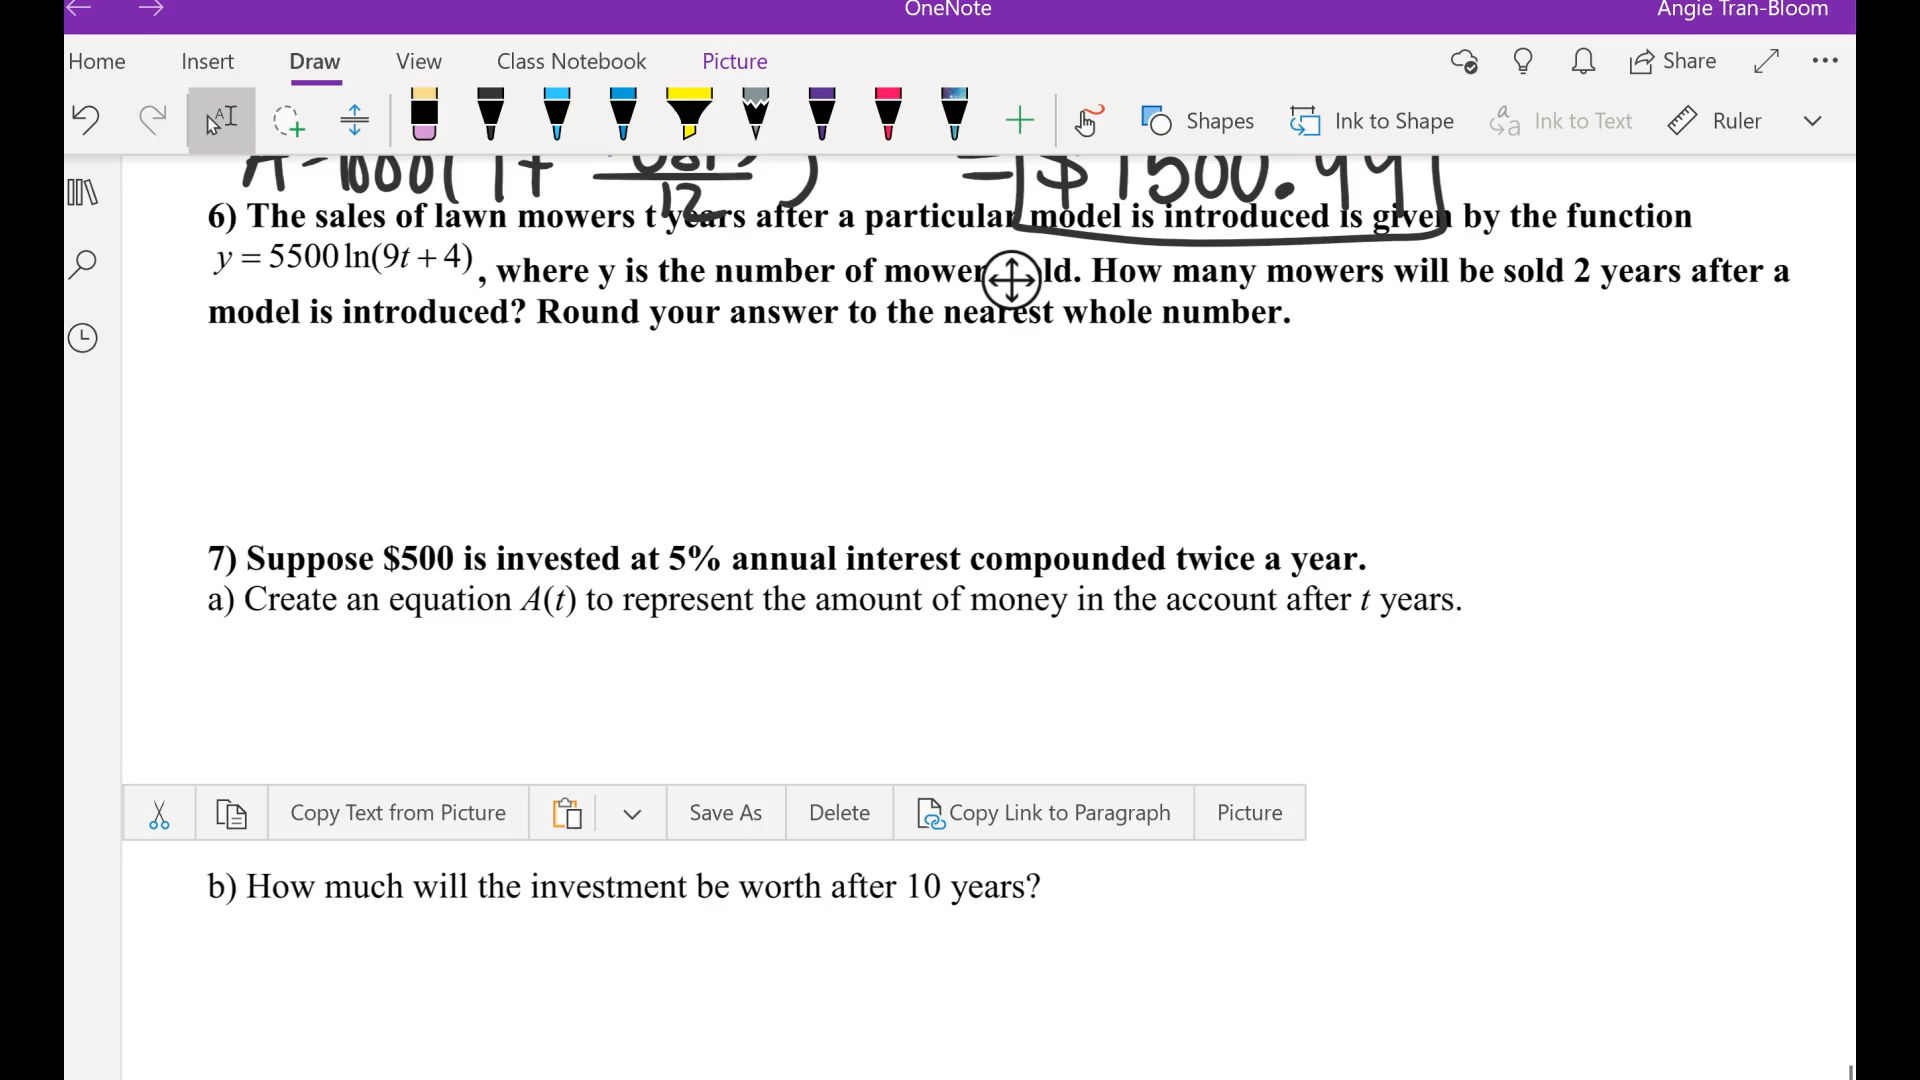 OneNote
Angie Tran-Bloom
Home Insert Draw View Class Notebook Picture
Share
Shapes Ink to Shape Ink to Text Ruler
A = 1000(1 + .081 / 12) = $1500.99
6) The sales of lawn mowers t years after a particular model is introduced is given by the function
y = 5500 ln(9t + 4) , where y is the number of mower ld. How many mowers will be sold 2 years after a
model is introduced? Round your answer to the nearest whole number.
7) Suppose $500 is invested at 5% annual interest compounded twice a year.
a) Create an equation A(t) to represent the amount of money in the account after t years.
Copy Text from Picture Save As Delete Copy Link to Paragraph Picture
b) How much will the investment be worth after 10 years?